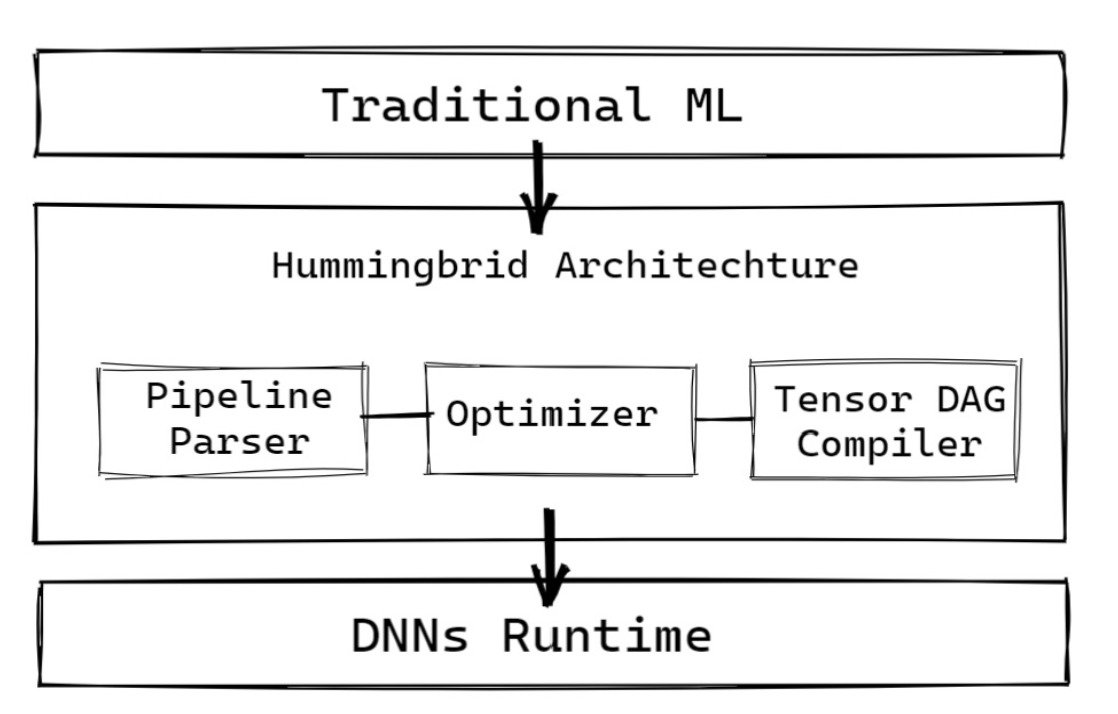 Traditional ML
Hummingbrid Architechture
Pipeline
Parser
Optimizer
Tensor DAG
Compiler
DNNs Runtime